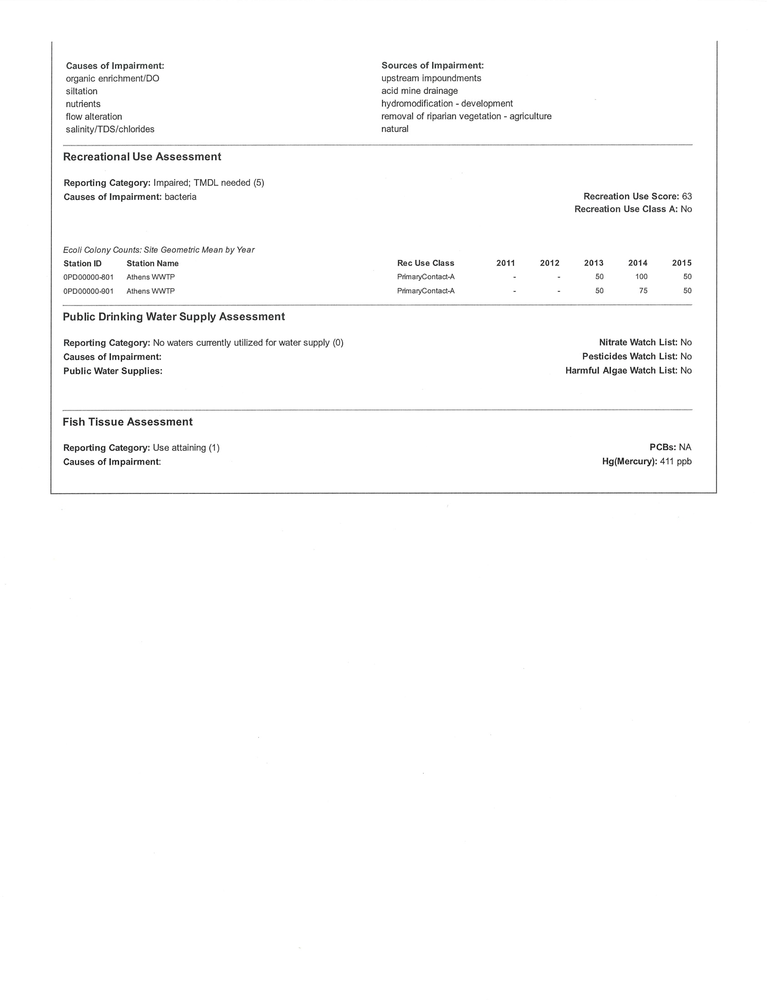 Causes of Impairment:
organic enrichment/DO
siltation
nutrients
flow alteration
salinity/TDS/chlorides
Sources of Impairment:
upstream impoundments
acid mine drainage
hydromodification - development
removal of riparian vegetation - agriculture
natural
Recreational Use Assessment
Reporting Category: Impaired; TMDL needed (5)
Causes of Impairment: bacteria
Recreation Use Score: 63
Recreation Use Class A: No
Ecoli Colony Counts: Site Geometric Mean by Year
Station ID Station Name Rec Use Class 2011 2012 2013 2014 2015
0PD00000-801 Athens WWTP PrimaryContact-A - - 50 100 50
0PD00000-901 Athens WWTP PrimaryContact-A - - 50 75 50
Public Drinking Water Supply Assessment
Reporting Category: No waters currently utilized for water supply (0)
Causes of Impairment:
Public Water Supplies:
Nitrate Watch List: No
Pesticides Watch List: No
Harmful Algae Watch List: No
Fish Tissue Assessment
Reporting Category: Use attaining (1)
Causes of Impairment:
PCBs: NA
Hg(Mercury): 411 ppb